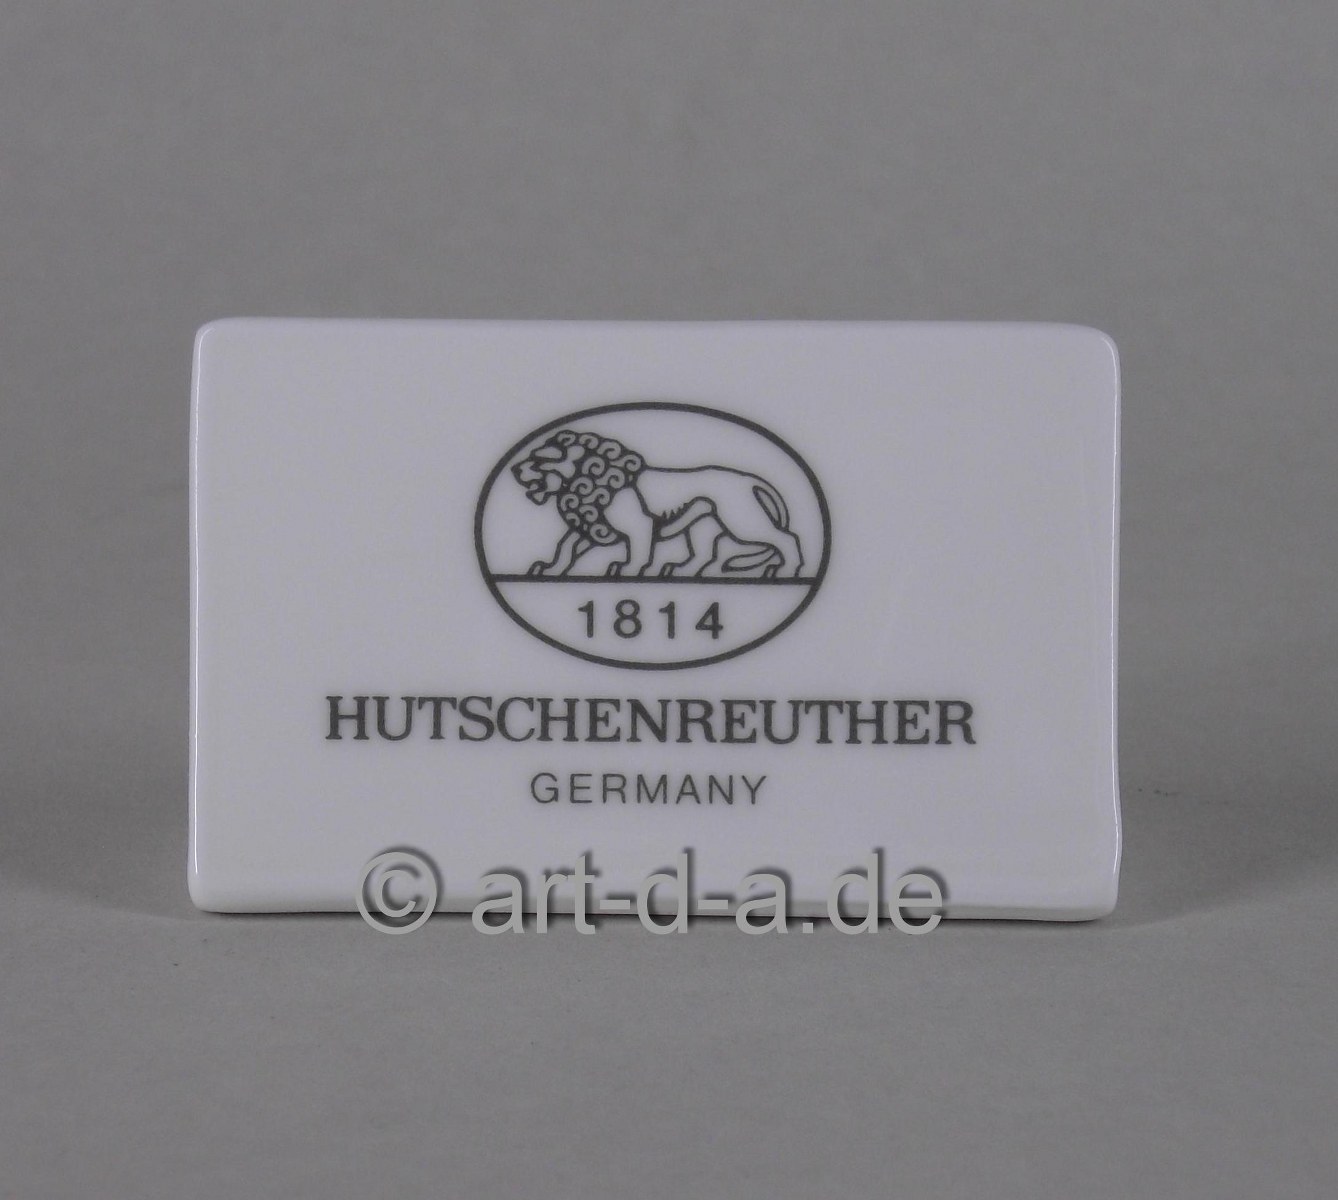 1814
HUTSCHENREUTHER
GERMANY
© art-d-a.de